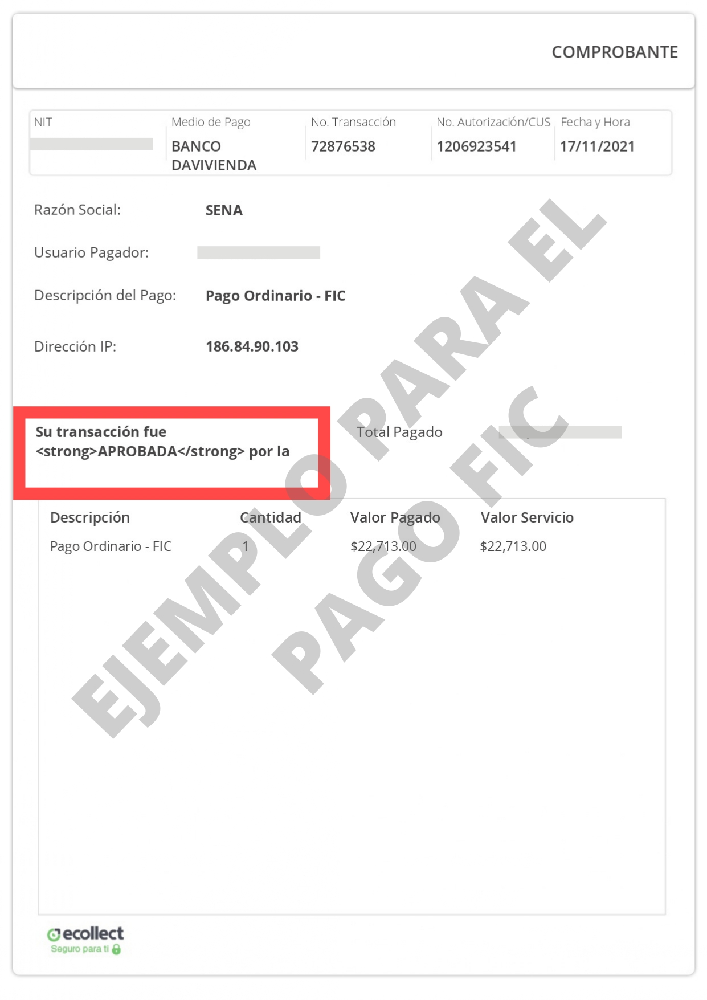 COMPROBANTE
NIT Medio de Pago No. Transacción No. Autorización/CUS Fecha y Hora
BANCO 72876538 1206923541 17/11/2021
DAVIVIENDA
Razón Social: SENA
Usuario Pagador:
Descripción del Pago: Pago Ordinario - FIC
Dirección IP: 186.84.90.103
Su transacción fue Total Pagado
<strong>APROBADA</strong> por la
Descripción Cantidad Valor Pagado Valor Servicio
Pago Ordinario - FIC 1 $22,713.00 $22,713.00
EJEMPLO PARA EL
PAGO FIC
ecollect
Seguro para ti